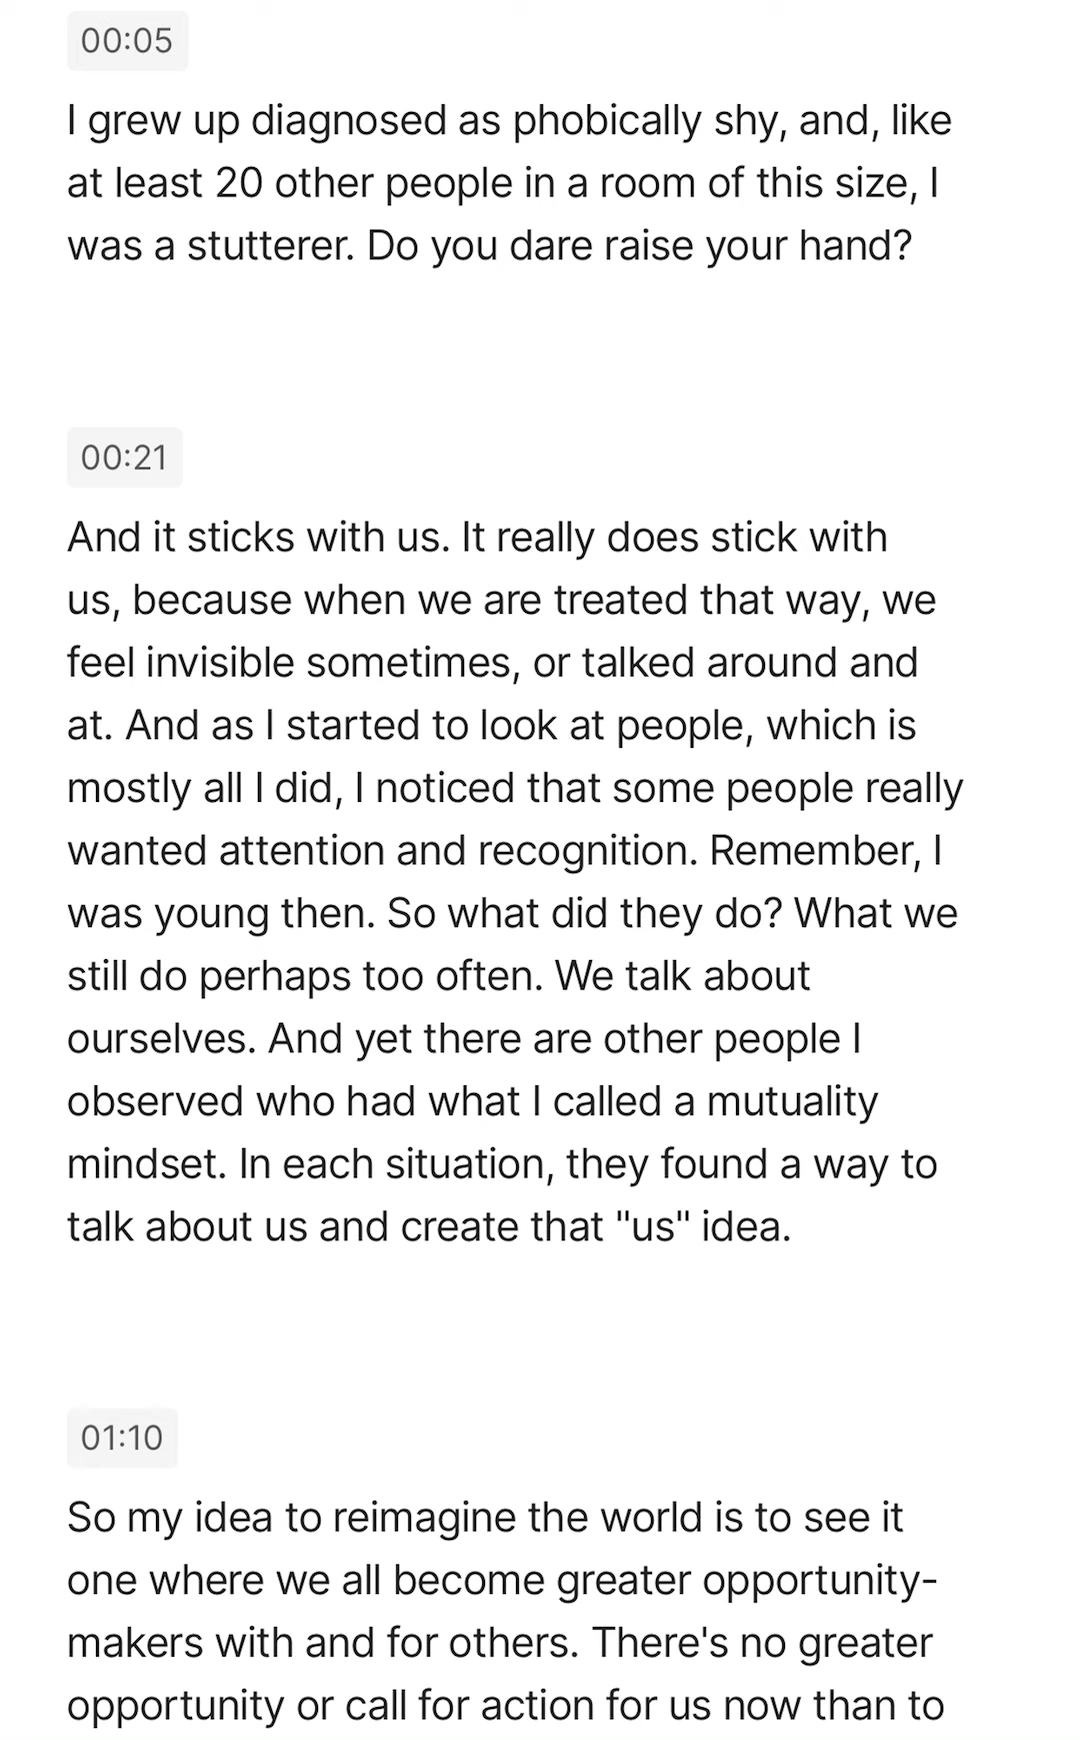 00:05
I grew up diagnosed as phobically shy, and, like
at least 20 other people in a room of this size, I
was a stutterer. Do you dare raise your hand?
00:21
And it sticks with us. It really does stick with
us, because when we are treated that way, we
feel invisible sometimes, or talked around and
at. And as I started to look at people, which is
mostly all I did, I noticed that some people really
wanted attention and recognition. Remember, I
was young then. So what did they do? What we
still do perhaps too often. We talk about
ourselves. And yet there are other people I
observed who had what I called a mutuality
mindset. In each situation, they found a way to
talk about us and create that "us" idea.
01:10
So my idea to reimagine the world is to see it
one where we all become greater opportunity-
makers with and for others. There's no greater
opportunity or call for action for us now than to